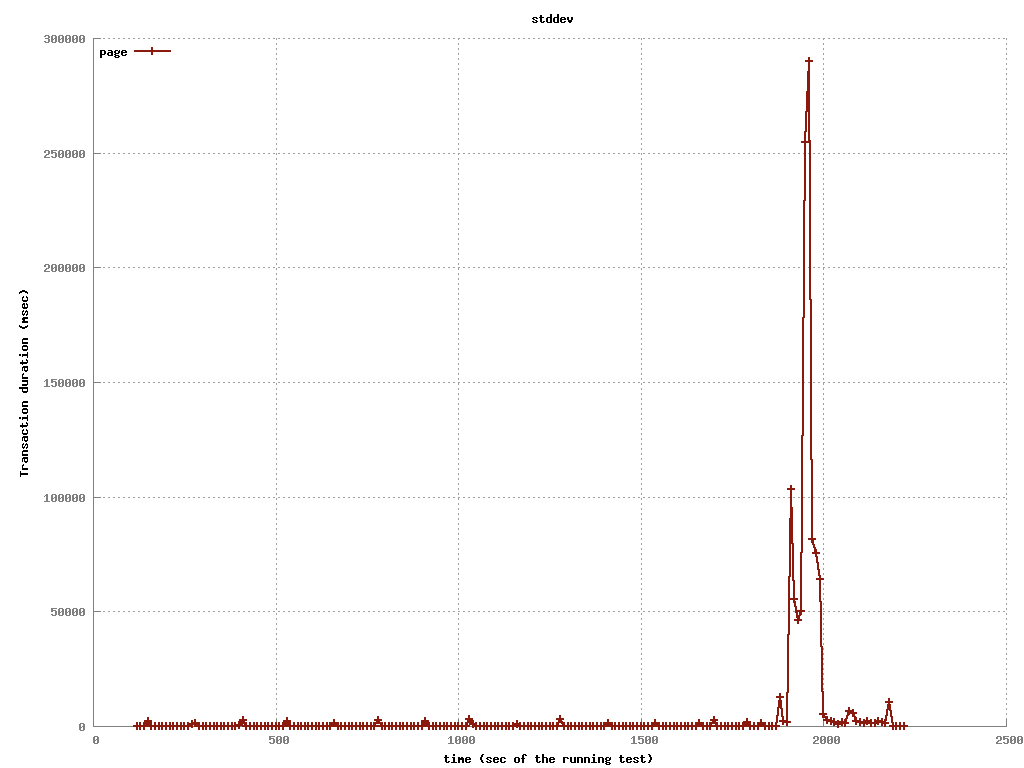 stddev
page
300000
250000
200000
150000
100000
50000
0
0 500 1000 1500 2000 2500
Transaction duration (msec)
time (sec of the running test)